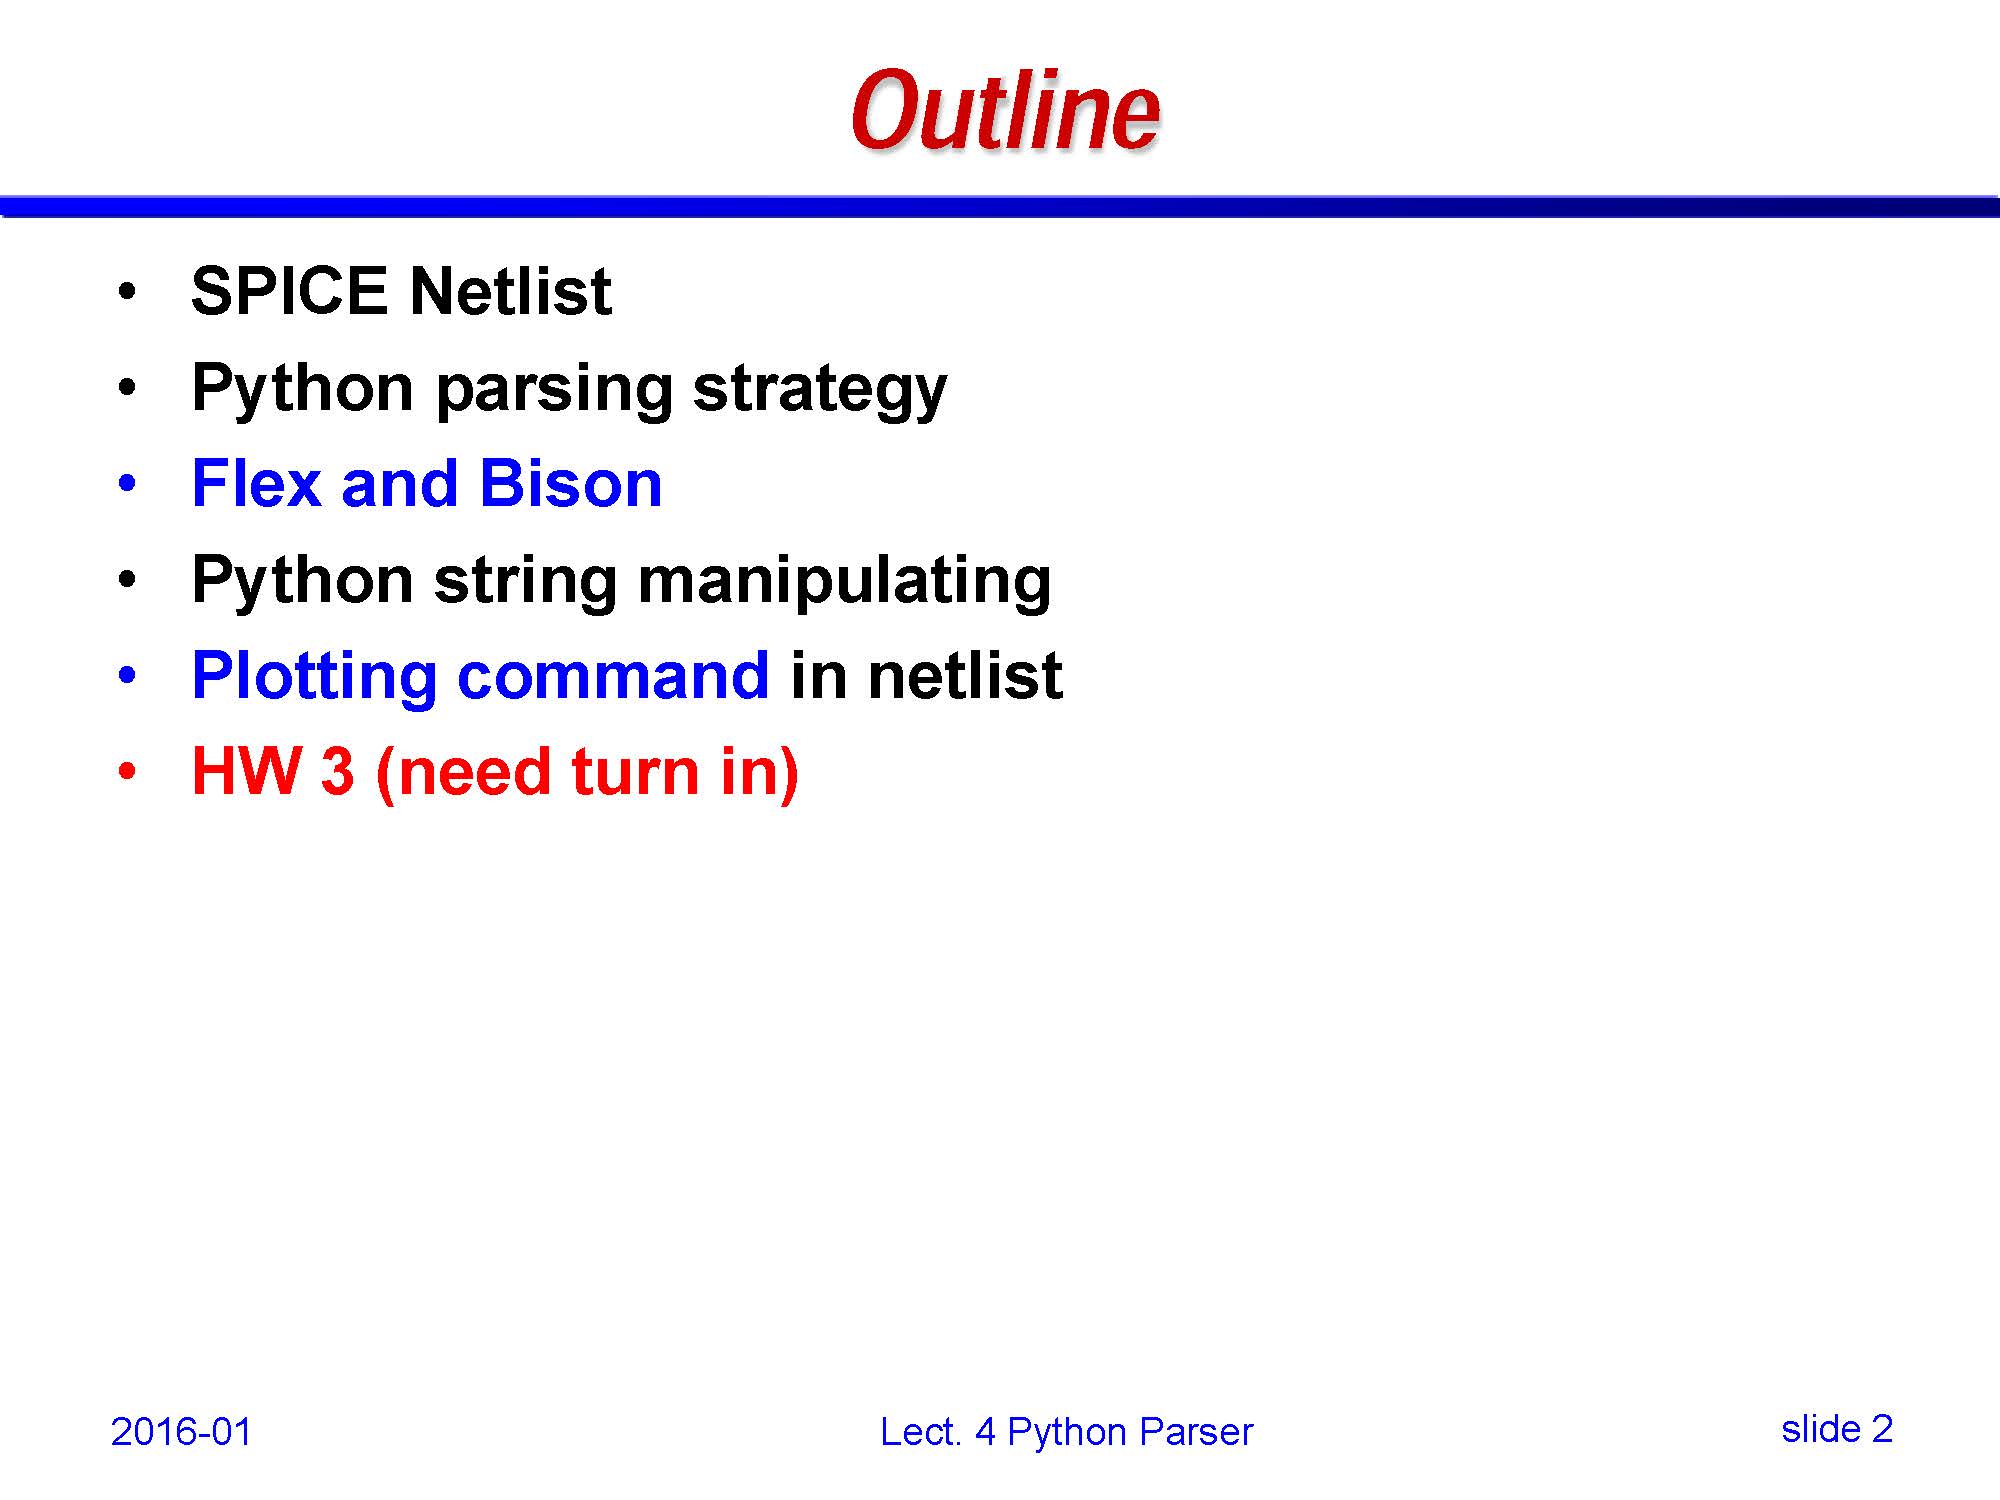 Outline
• SPICE Netlist
• Python parsing strategy
• Flex and Bison
• Python string manipulating
• Plotting command in netlist
• HW 3 (need turn in)
2016-01
Lect. 4 Python Parser
slide 2